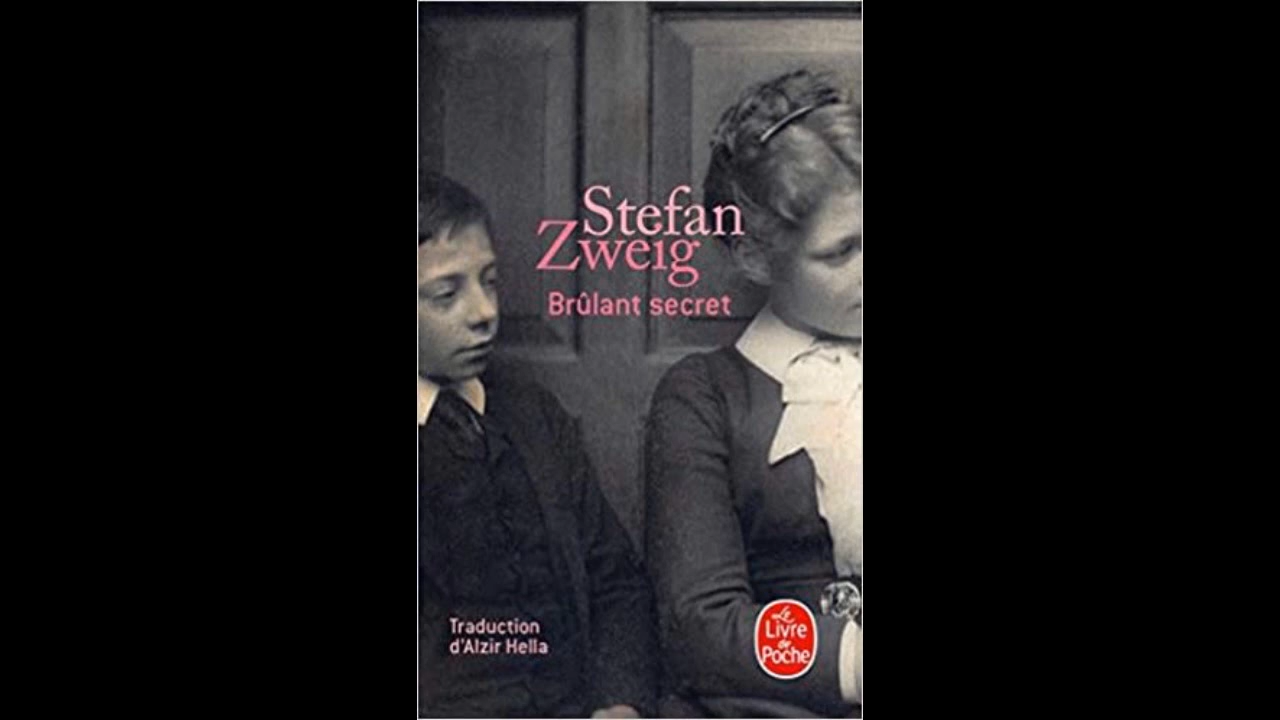 Stefan
Zweig
Brûlant secret
Traduction
d'Alzir Hella
Le
Livre
de
Poche